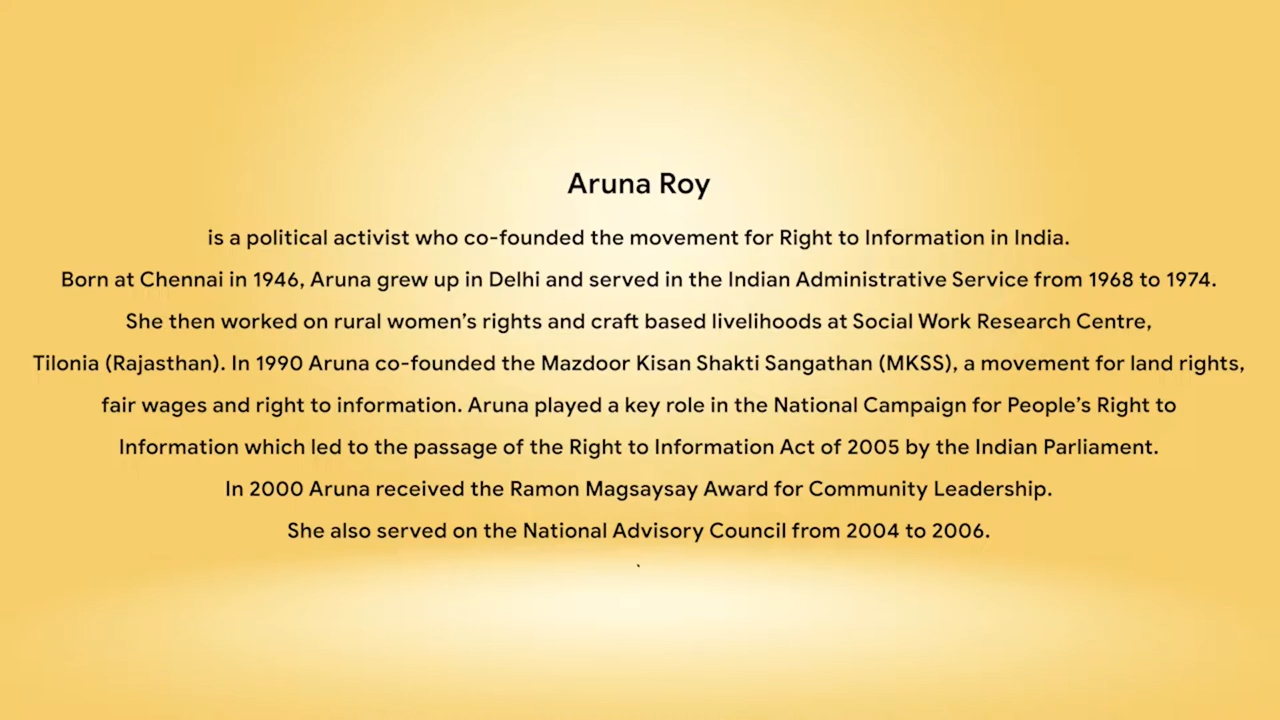 Aruna Roy
is a political activist who co-founded the movement for Right to Information in India.
Born at Chennai in 1946, Aruna grew up in Delhi and served in the Indian Administrative Service from 1968 to 1974.
She then worked on rural women’s rights and craft based livelihoods at Social Work Research Centre,
Tilonia (Rajasthan). In 1990 Aruna co-founded the Mazdoor Kisan Shakti Sangathan (MKSS), a movement for land rights,
fair wages and right to information. Aruna played a key role in the National Campaign for People’s Right to
Information which led to the passage of the Right to Information Act of 2005 by the Indian Parliament.
In 2000 Aruna received the Ramon Magsaysay Award for Community Leadership.
She also served on the National Advisory Council from 2004 to 2006.
`